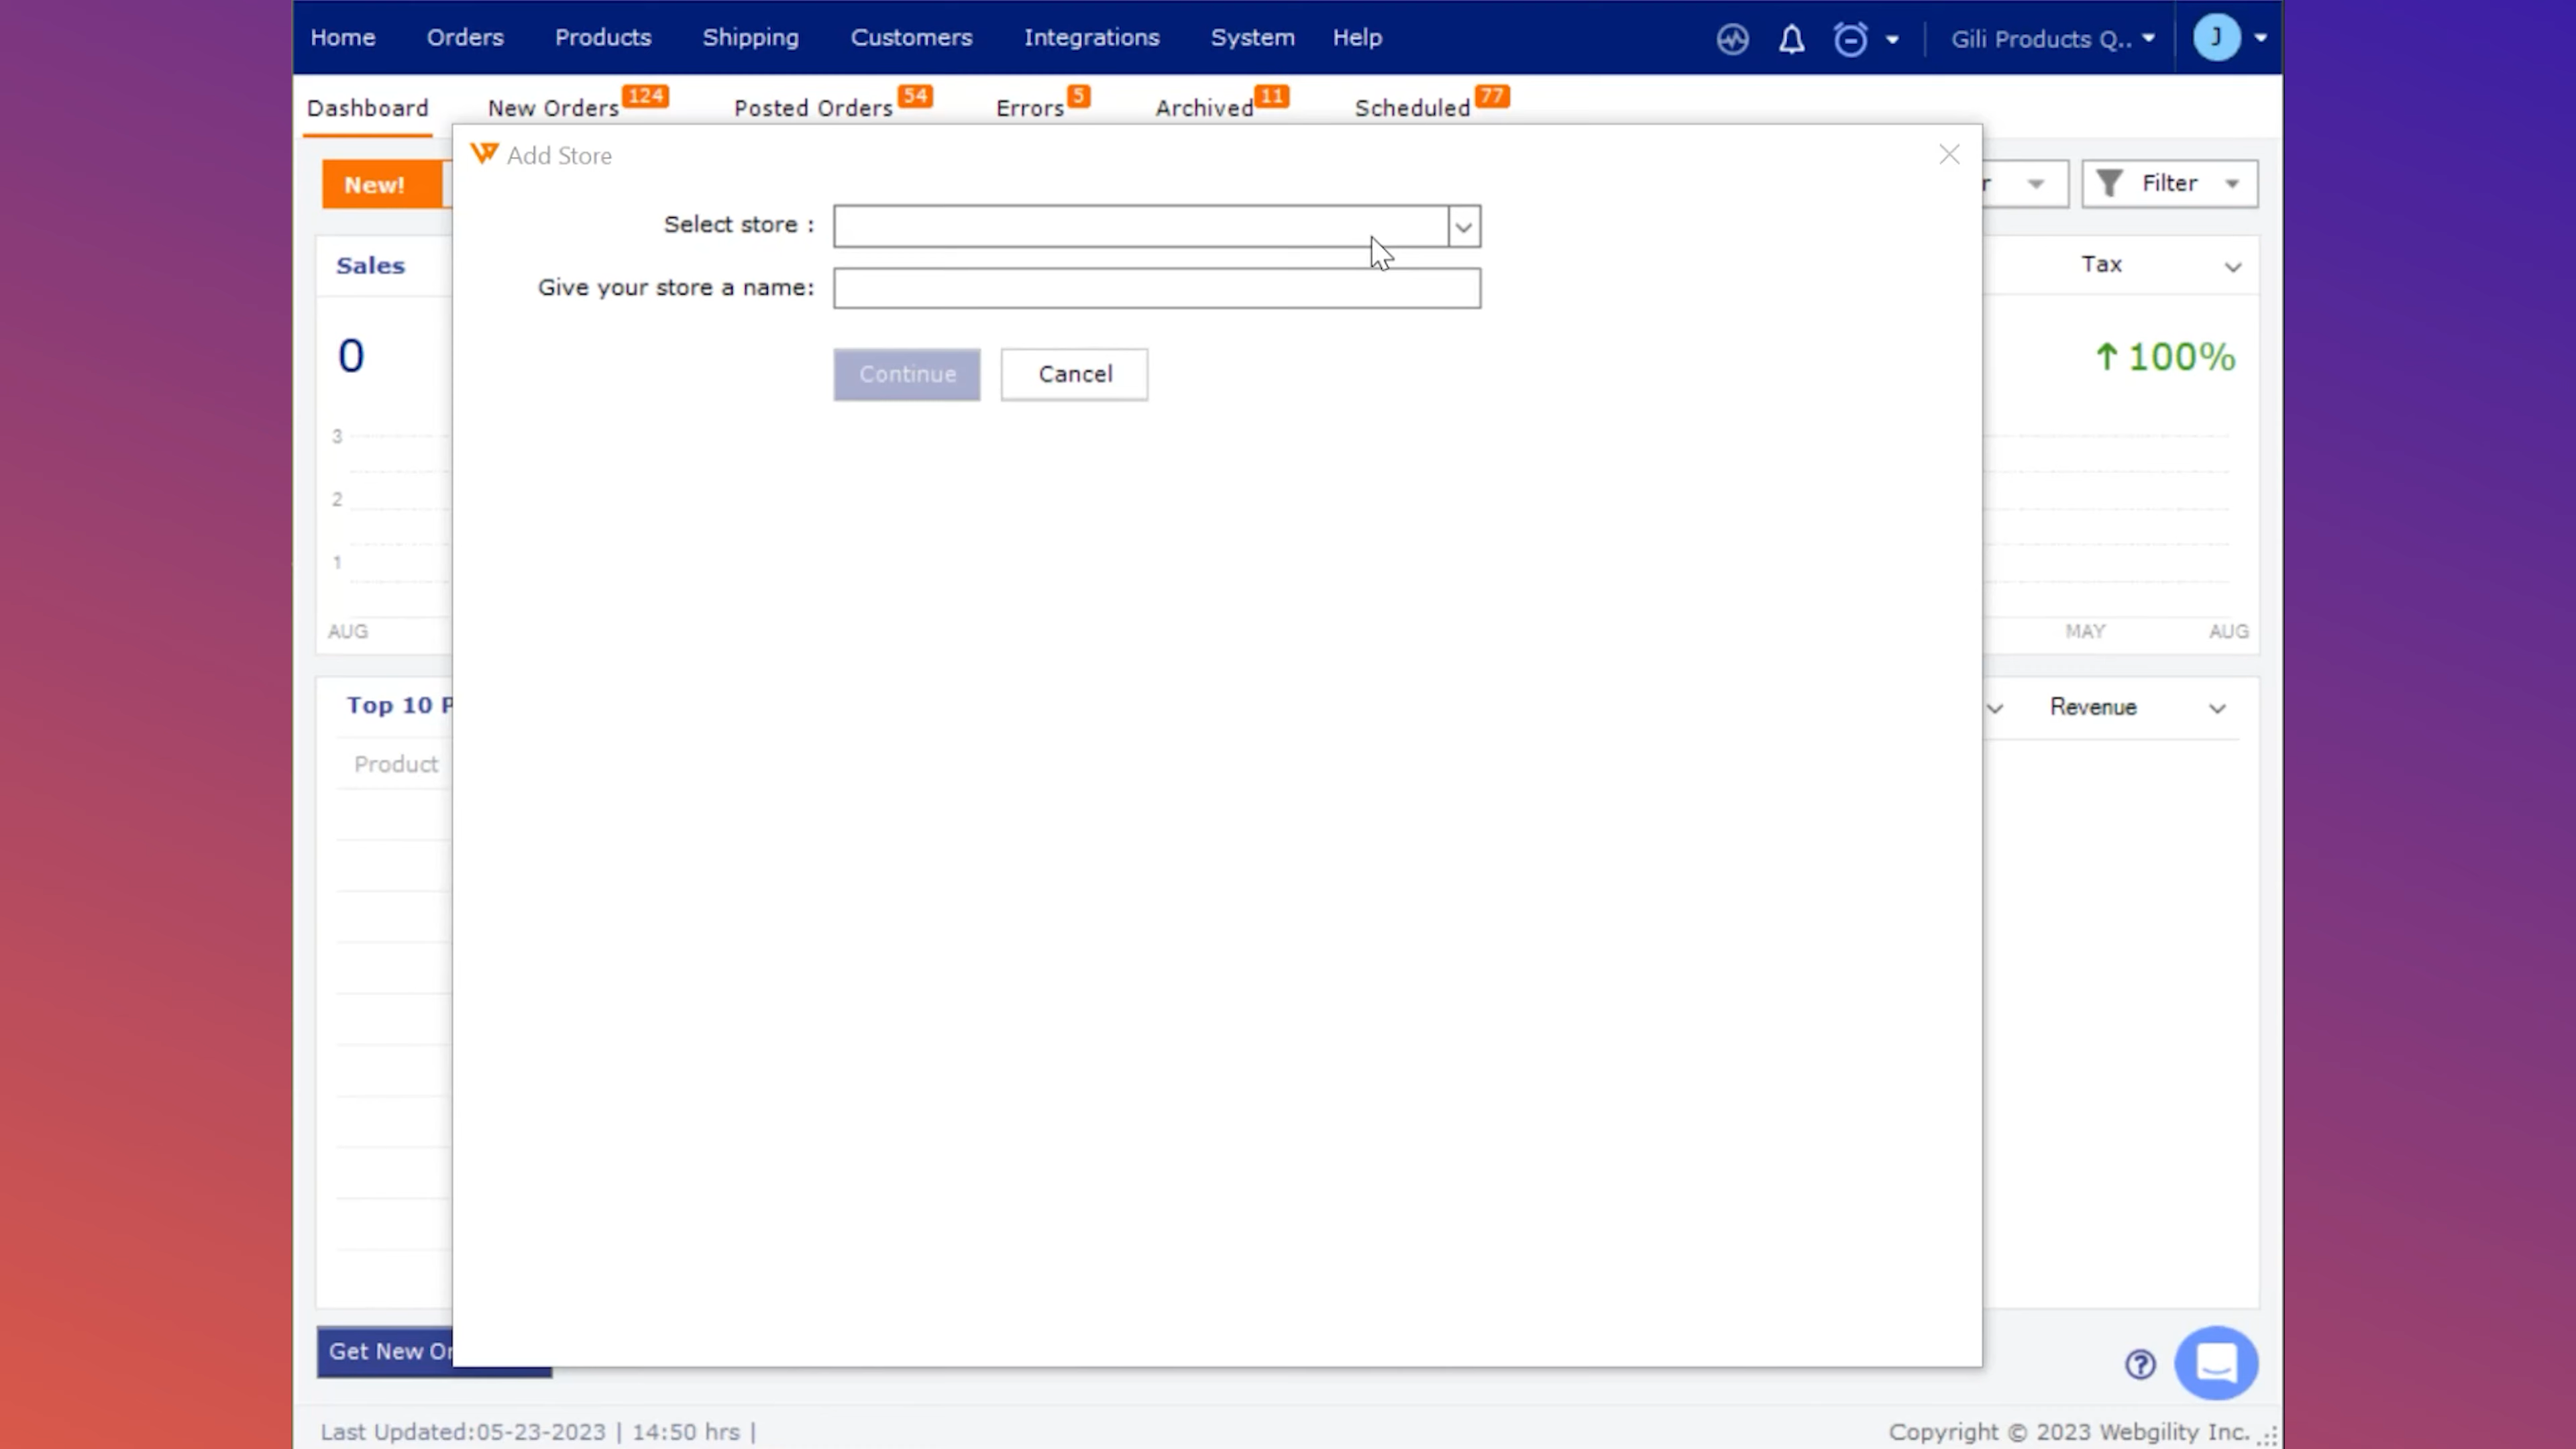 Home Orders Products Shipping Customers Integrations System Help Gili Products Q.. J
Dashboard New Orders 124 Posted Orders 54 Errors 5 Archived 11 Scheduled 77
Add Store
New! Filter
Select store :
Sales Tax
Give your store a name:
0 100%
Continue Cancel
3
2
1
AUG MAY AUG
Top 10 P Revenue
Product
Get New Or
Last Updated:05-23-2023 | 14:50 hrs | Copyright © 2023 Webgility Inc.